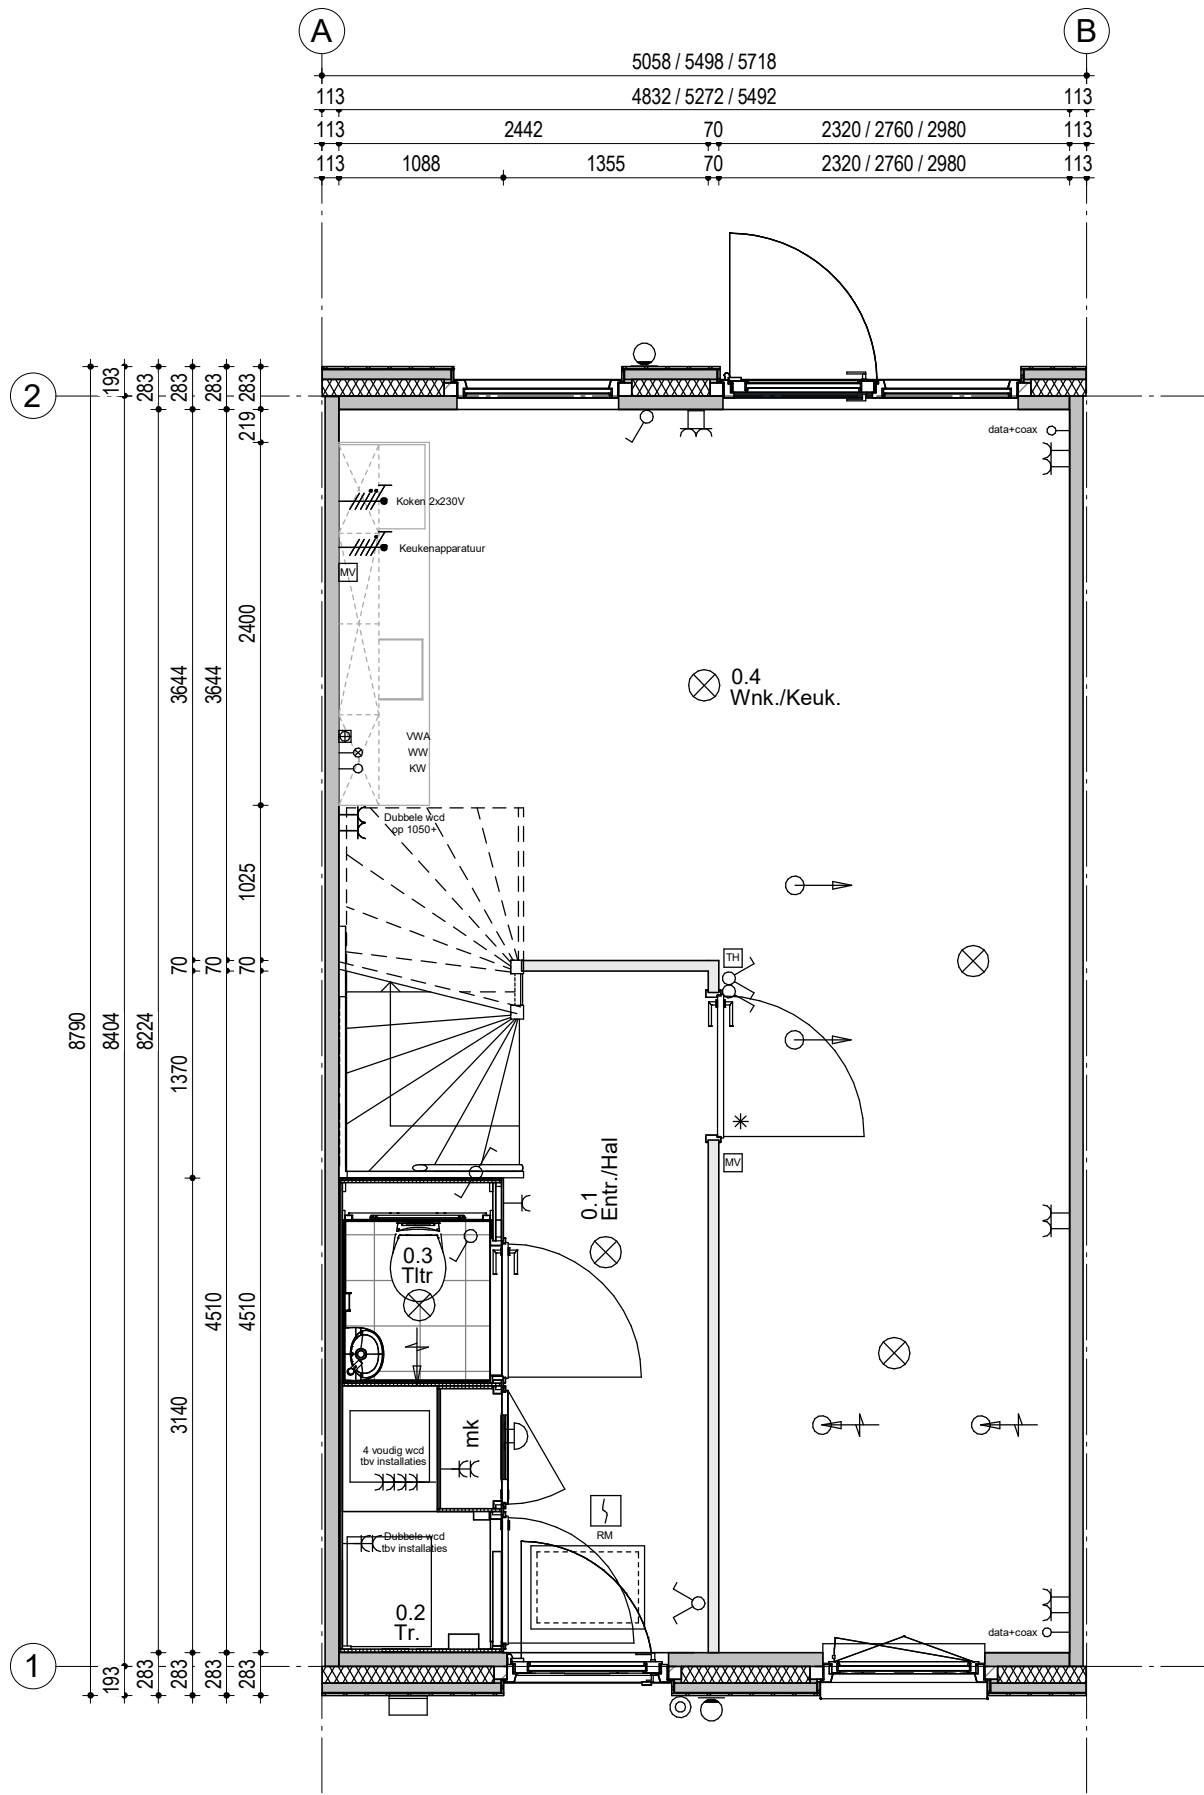 A
B
5058 / 5498 / 5718
113
4832 / 5272 / 5492
113
113
2442
70
2320 / 2760 / 2980
113
113
1088
1355
70
2320 / 2760 / 2980
113
2
193
283
283
283
283
219
data+coax
Koken 2x230V
Keukenapparatuur
MV
2400
3644
3644
0.4
Wnk./Keuk.
VWA
WW
KW
Dubbele wcd
op 1050+
1025
70
70
70
TH
8790
8404
8224
1370
MV
0.1
Entr./Hal
0.3
Tltr
4510
4510
3140
mk
4 voudig wcd
tbv installaties
RM
Dubbele wcd
tbv installaties
0.2
Tr.
data+coax
1
193
283
283
283
283